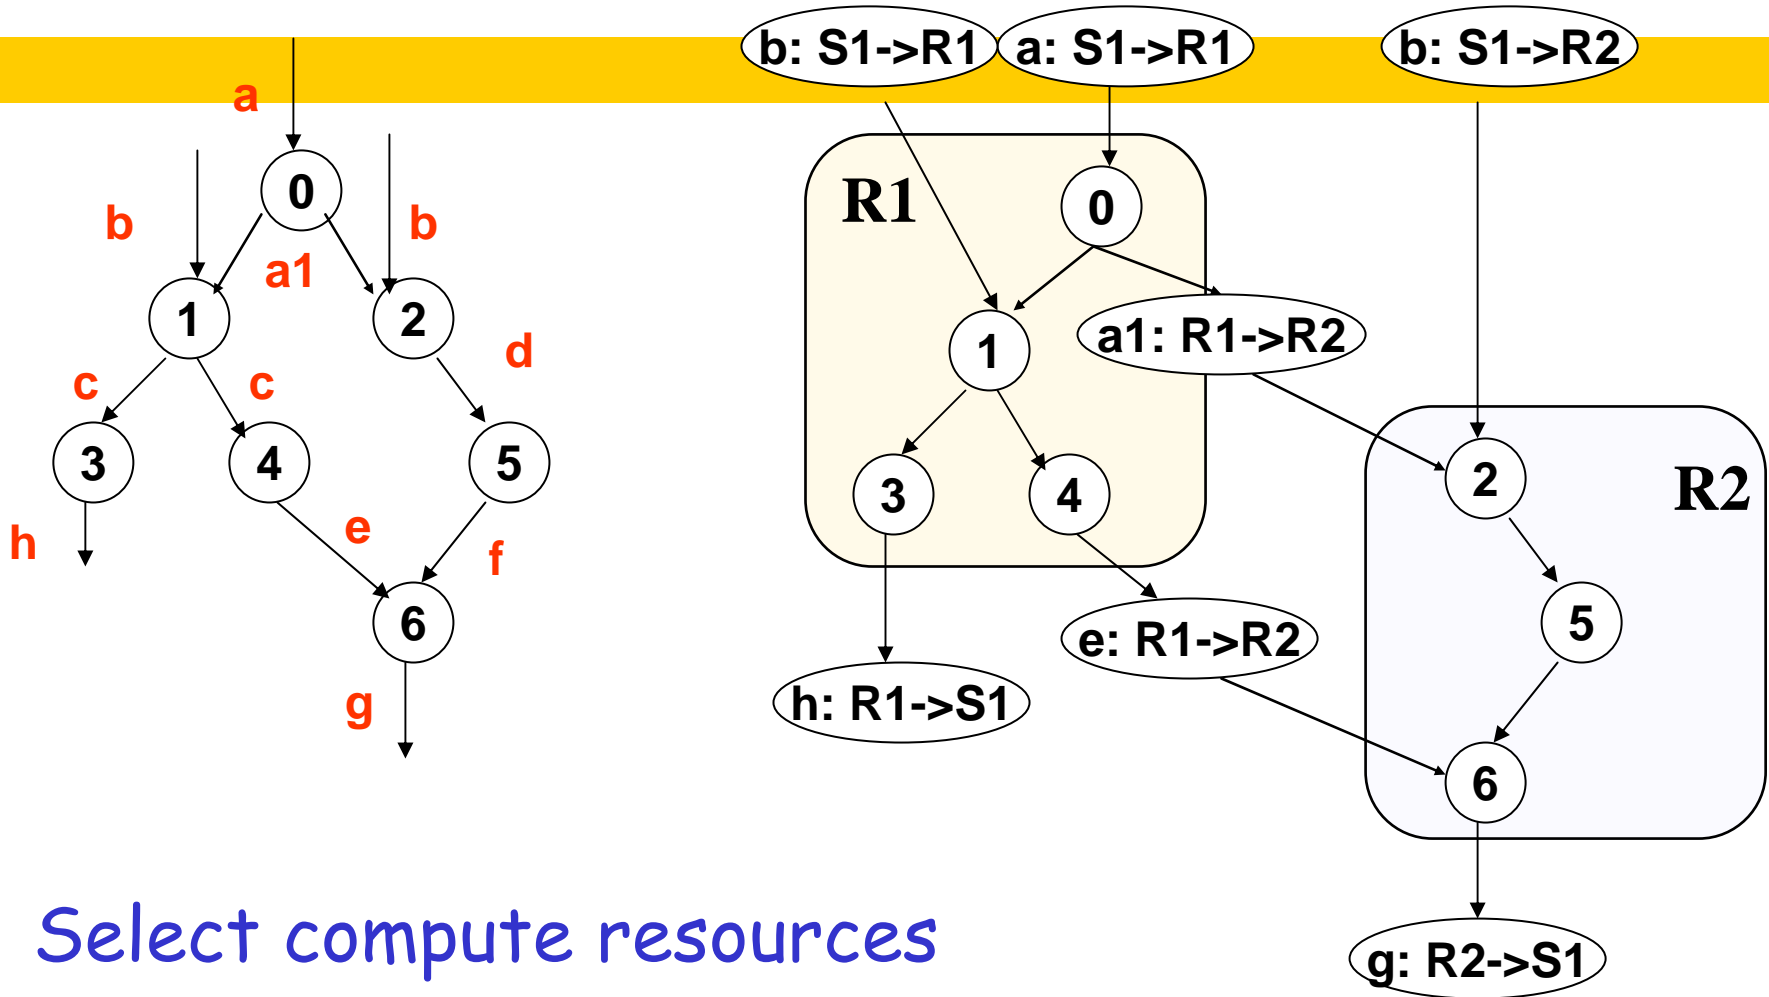 b: S1->R1 a: S1->R1 b: S1->R2
a
0
b
b
a1
1
2
d
c
c
3
4
5
h
e
f
6
g
R1
0
1
a1: R1->R2
3
4
2
R2
5
e: R1->R2
h: R1->S1
6
g: R2->S1
Select compute resources